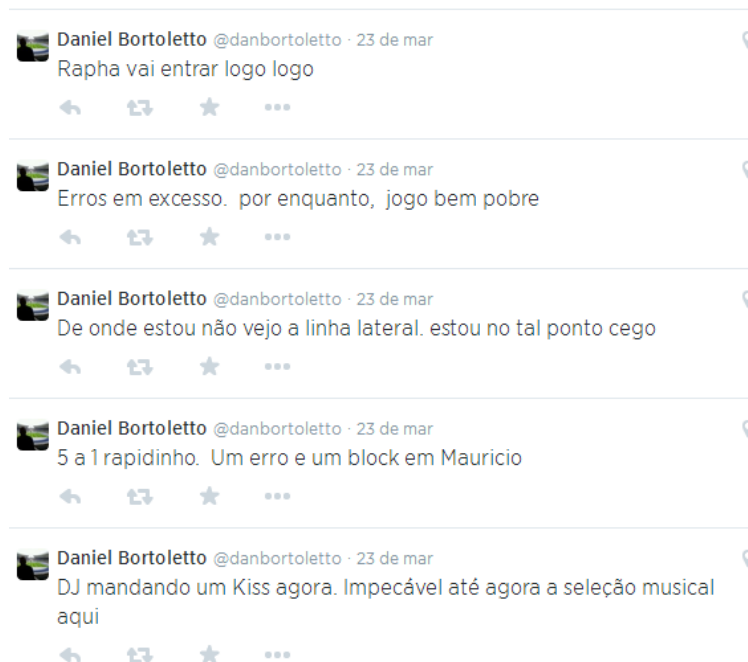 Daniel Bortoletto @danbortoletto · 23 de mar
Rapha vai entrar logo logo
Daniel Bortoletto @danbortoletto · 23 de mar
Erros em excesso.  por enquanto,  jogo bem pobre
Daniel Bortoletto @danbortoletto · 23 de mar
De onde estou não vejo a linha lateral. estou no tal ponto cego
Daniel Bortoletto @danbortoletto · 23 de mar
5 a 1 rapidinho.  Um erro e um block em Mauricio
Daniel Bortoletto @danbortoletto · 23 de mar
DJ mandando um Kiss agora. Impecável até agora a seleção musical
aqui